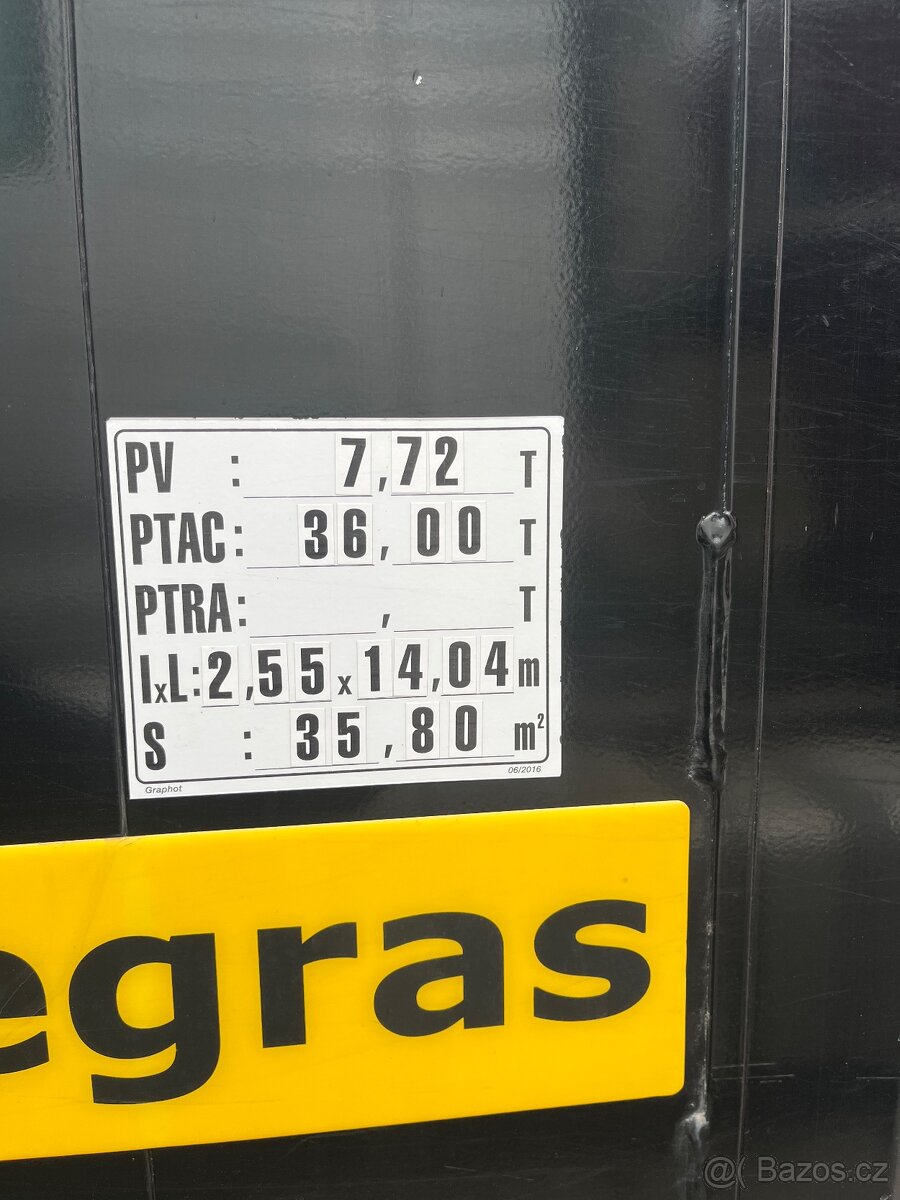 PV : 7,72 T
PTAC: 36,00 T
PTRA: , T
lxL: 2,55 x 14,04 m
S : 35,80 m²
Graphot 06/2016
egras
@( Bazos.cz